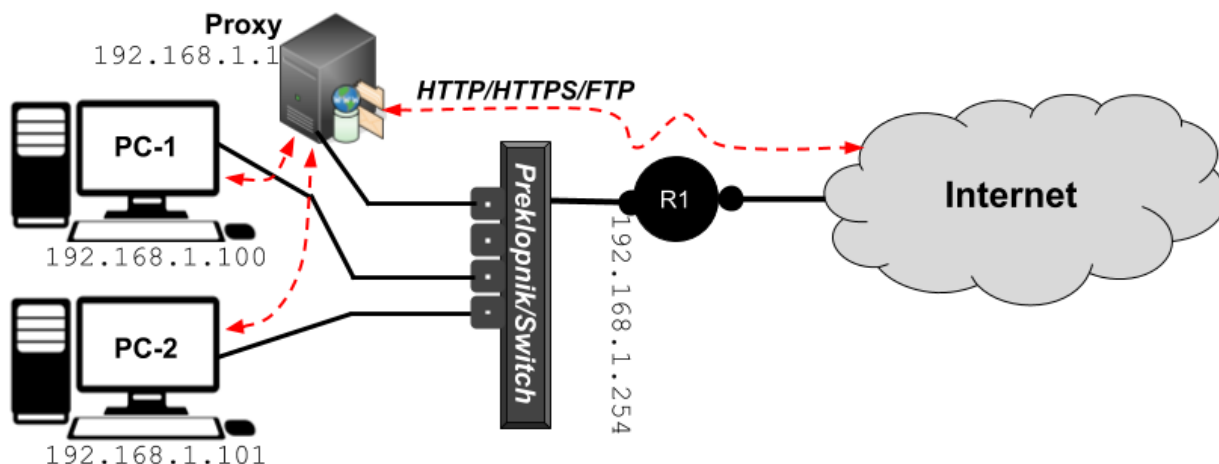 Proxy
192.168.1.1
HTTP/HTTPS/FTP
PC-1
192.168.1.100
PC-2
192.168.1.101
Preklopnik/Switch
192.168.1.254
R1
Internet